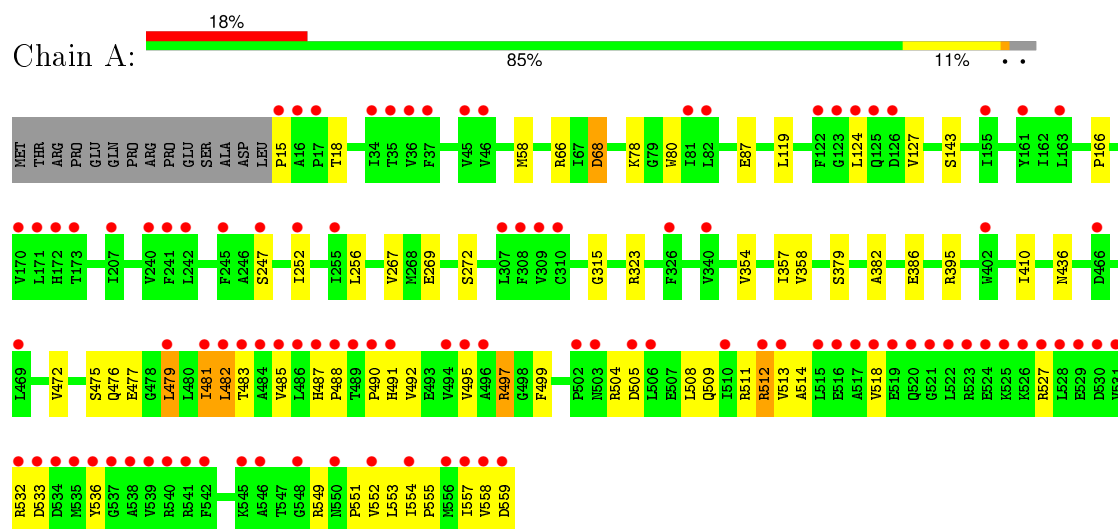 18%
Chain A:
85% 11% • •
MET THR ARG PRO GLU GLN PRO ARG PRO GLU SER ALA ASP LEU P15 A16 P17 T18 I34 T35 V36 F37 V45 V46 M58 R66 I67 D68 K78 G79 W80 I81 L82 E87 L119 F122 G123 L124 Q125 D126 V127 S143 I155 Y161 I162 L163 P166
V170 L171 H172 T173 I207 V240 F241 L242 F245 A246 S247 I252 I255 L256 V267 M268 E269 S272 L307 F308 V309 C310 G315 R323 F326 V340 V354 I357 V358 S379 A382 E386 R395 W402 I410 N436 D466
L469 V472 S475 Q476 E477 G478 L479 L480 I481 L482 T483 A484 V485 L486 H487 P488 T489 P490 H491 V492 E493 V494 V495 A496 R497 G498 F499 P502 N503 R504 D505 L506 E507 L508 Q509 I510 R511 R512 V513 A514 L515 E516 A517 V518 E519 Q520 G521 L522 R523 E524 K525 K526 R527 L528 E529 D530 V531
R532 D533 D534 M535 Y536 G537 A538 V539 R540 R541 F542 K545 A546 T547 G548 R549 N550 P551 V552 L553 I554 P555 M556 I557 V558 D559